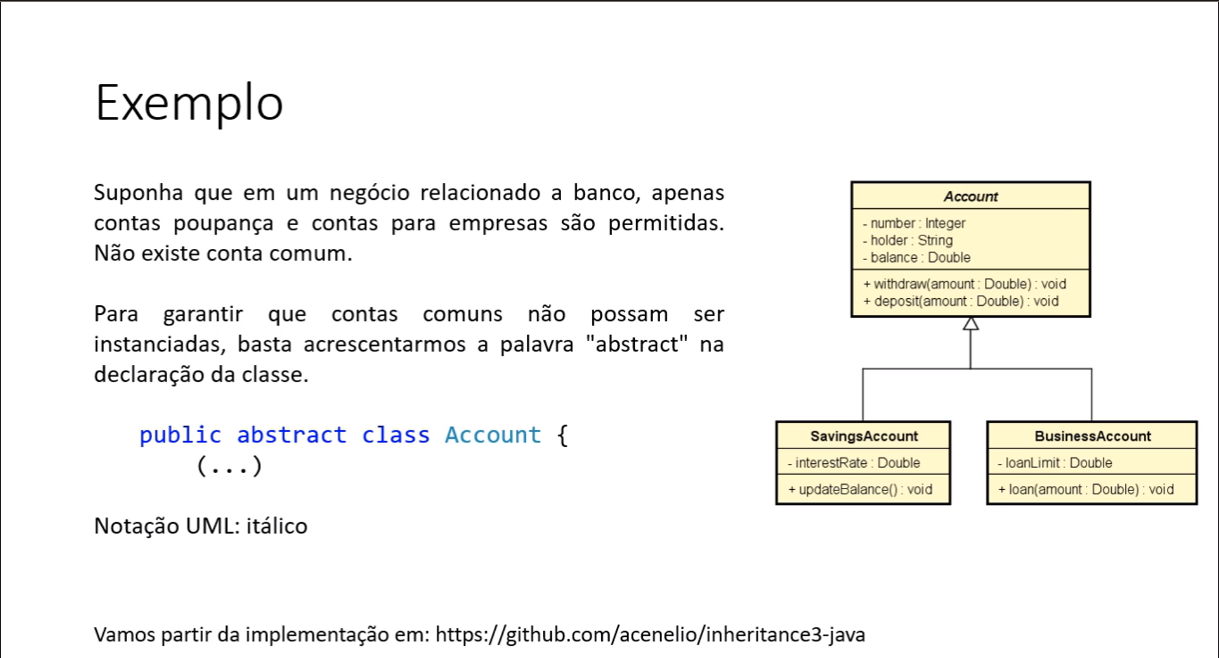 Exemplo
Suponha que em um negócio relacionado a banco, apenas
contas poupança e contas para empresas são permitidas.
Não existe conta comum.
Para garantir que contas comuns não possam ser
instanciadas, basta acrescentarmos a palavra "abstract" na
declaração da classe.
public abstract class Account {
(...)
Notação UML: itálico
Account
- number : Integer
- holder : String
- balance : Double
+ withdraw(amount : Double) : void
+ deposit(amount : Double) : void
SavingsAccount
- interestRate : Double
+ updateBalance() : void
BusinessAccount
- loanLimit : Double
+ loan(amount : Double) : void
Vamos partir da implementação em: https://github.com/acenelio/inheritance3-java